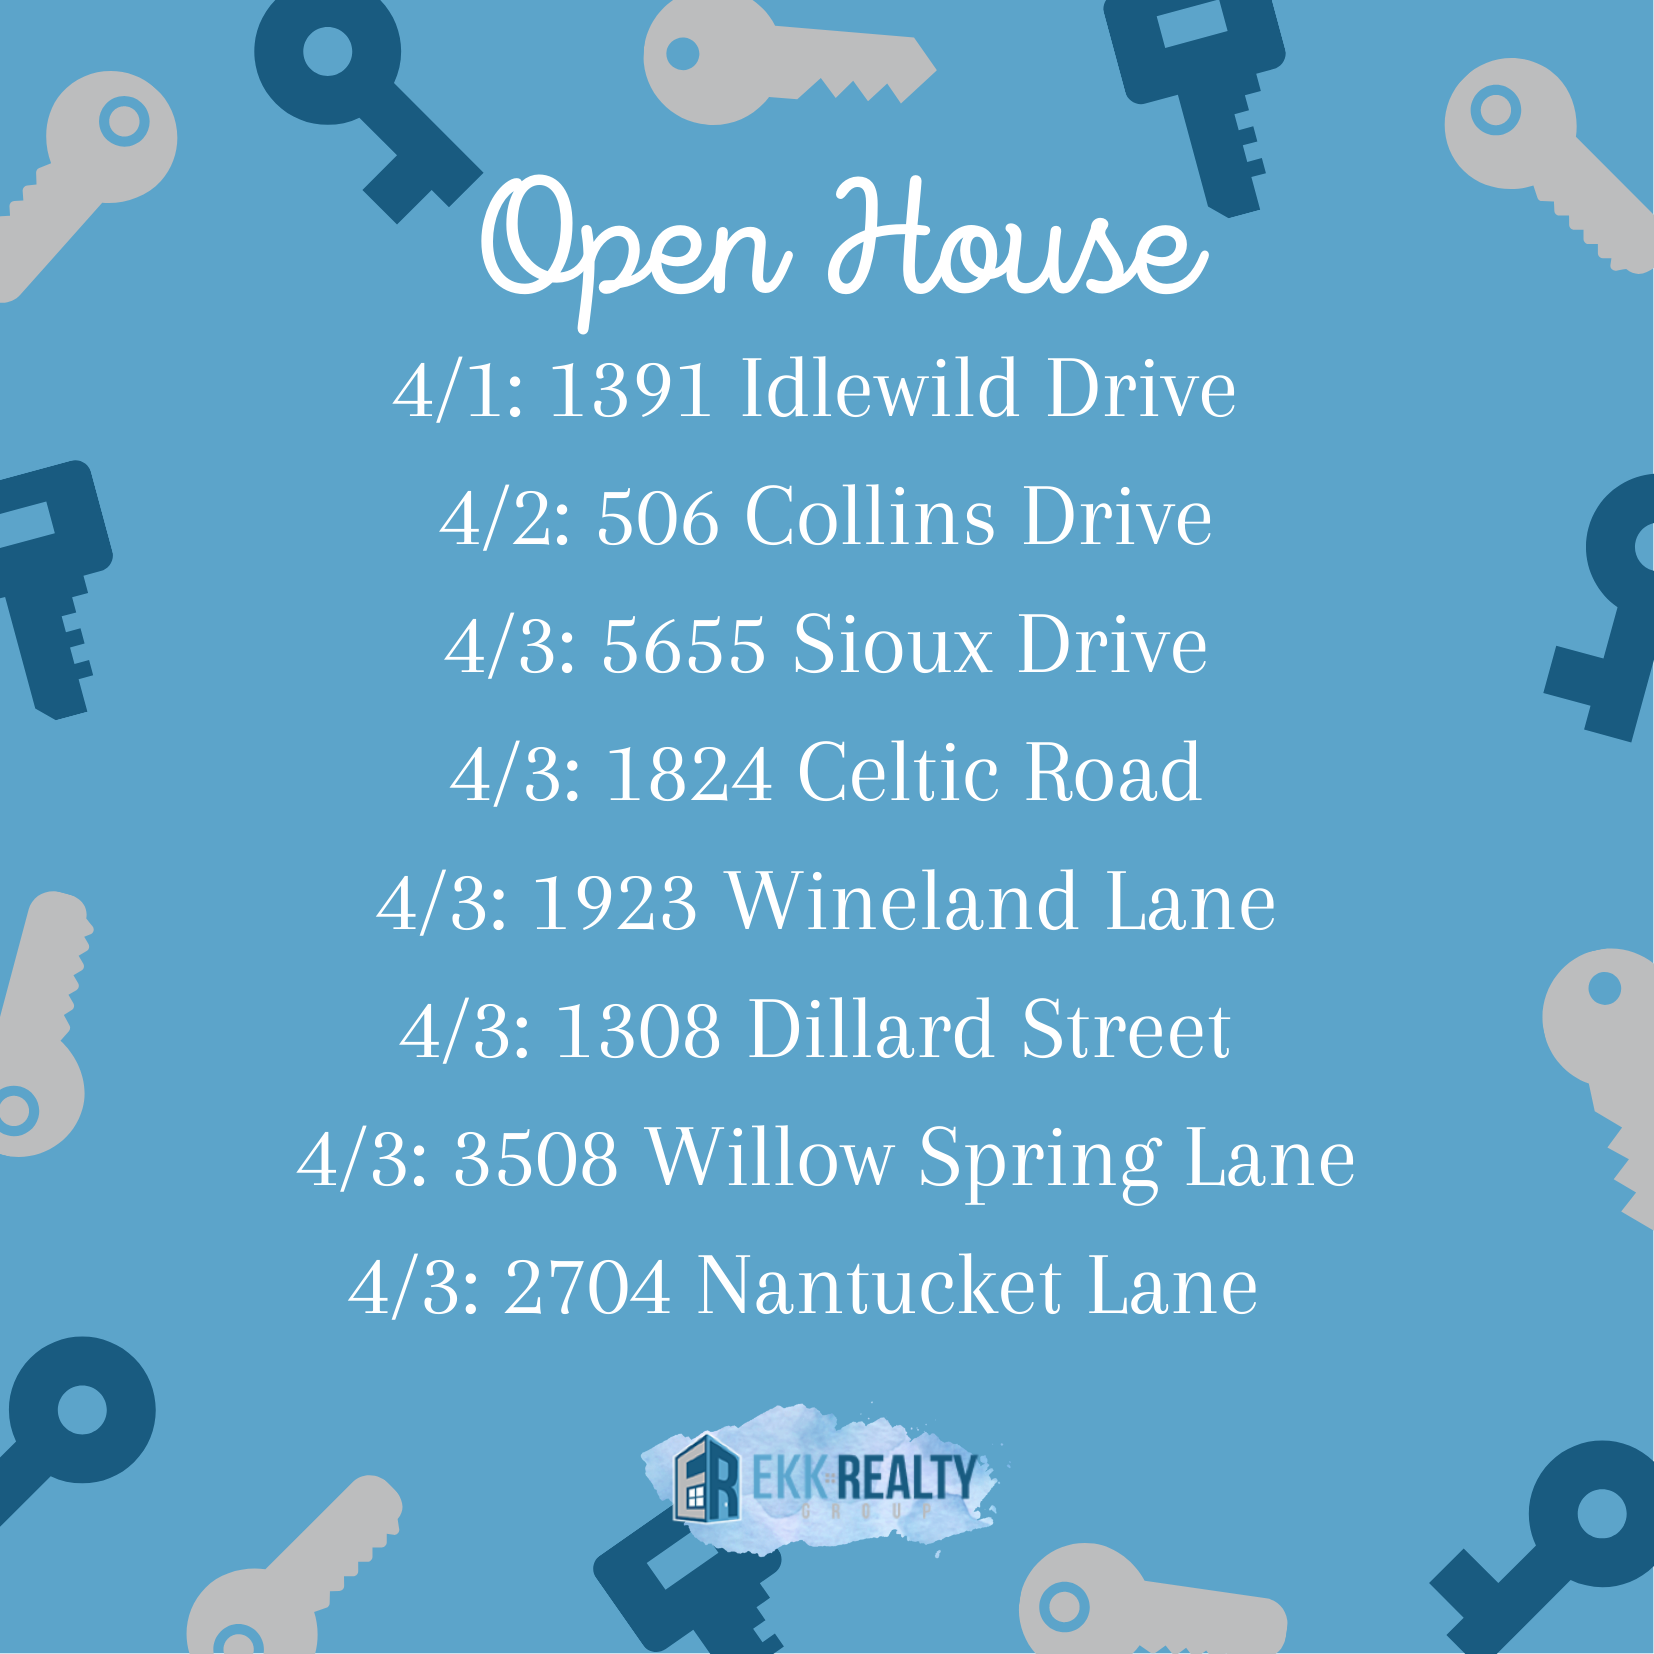 Open House
4/1: 1391 Idlewild Drive
4/2: 506 Collins Drive
4/3: 5655 Sioux Drive
4/3: 1824 Celtic Road
4/3: 1923 Wineland Lane
4/3: 1308 Dillard Street
4/3: 3508 Willow Spring Lane
4/3: 2704 Nantucket Lane
ER EKK REALTY
GROUP